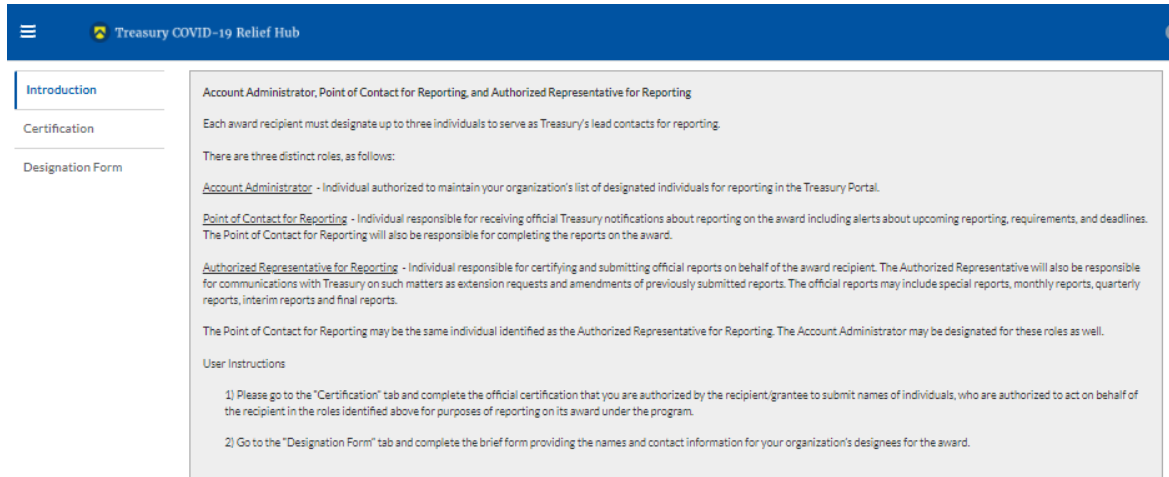 Treasury COVID-19 Relief Hub
Introduction
Certification
Designation Form
Account Administrator, Point of Contact for Reporting, and Authorized Representative for Reporting
Each award recipient must designate up to three individuals to serve as Treasury's lead contacts for reporting.
There are three distinct roles, as follows:
Account Administrator - Individual authorized to maintain your organization's list of designated individuals for reporting in the Treasury Portal.
Point of Contact for Reporting - Individual responsible for receiving official Treasury notifications about reporting on the award including alerts about upcoming reporting, requirements, and deadlines.
The Point of Contact for Reporting will also be responsible for completing the reports on the award.
Authorized Representative for Reporting - Individual responsible for certifying and submitting official reports on behalf of the award recipient. The Authorized Representative will also be responsible
for communications with Treasury on such matters as extension requests and amendments of previously submitted reports. The official reports may include special reports, monthly reports, quarterly
reports, interim reports and final reports.
The Point of Contact for Reporting may be the same individual identified as the Authorized Representative for Reporting. The Account Administrator may be designated for these roles as well.
User Instructions
1) Please go to the "Certification" tab and complete the official certification that you are authorized by the recipient/grantee to submit names of individuals, who are authorized to act on behalf of
the recipient in the roles identified above for purposes of reporting on its award under the program.
2) Go to the "Designation Form" tab and complete the brief form providing the names and contact information for your organization's designees for the award.